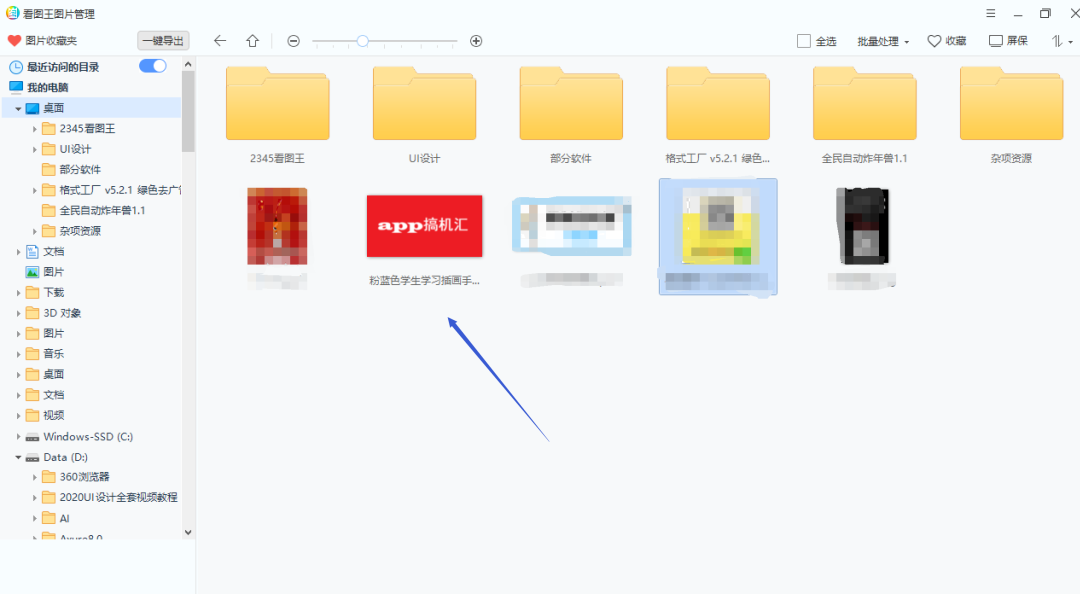 看图王图片管理
图片收藏夹
一键导出
全选
批量处理
收藏
屏保
最近访问的目录
我的电脑
桌面
2345看图王
UI设计
部分软件
格式工厂 v5.2.1 绿色去广
全民自动炸年兽1.1
杂项资源
文档
图片
下载
3D 对象
图片
音乐
桌面
文档
视频
Windows-SSD (C:)
Data (D:)
360浏览器
2020UI设计全套视频教程
AI
Axure8.0
2345看图王
UI设计
部分软件
格式工厂 v5.2.1 绿色...
全民自动炸年兽1.1
杂项资源
app搞机汇
粉蓝色学生学习插画手...